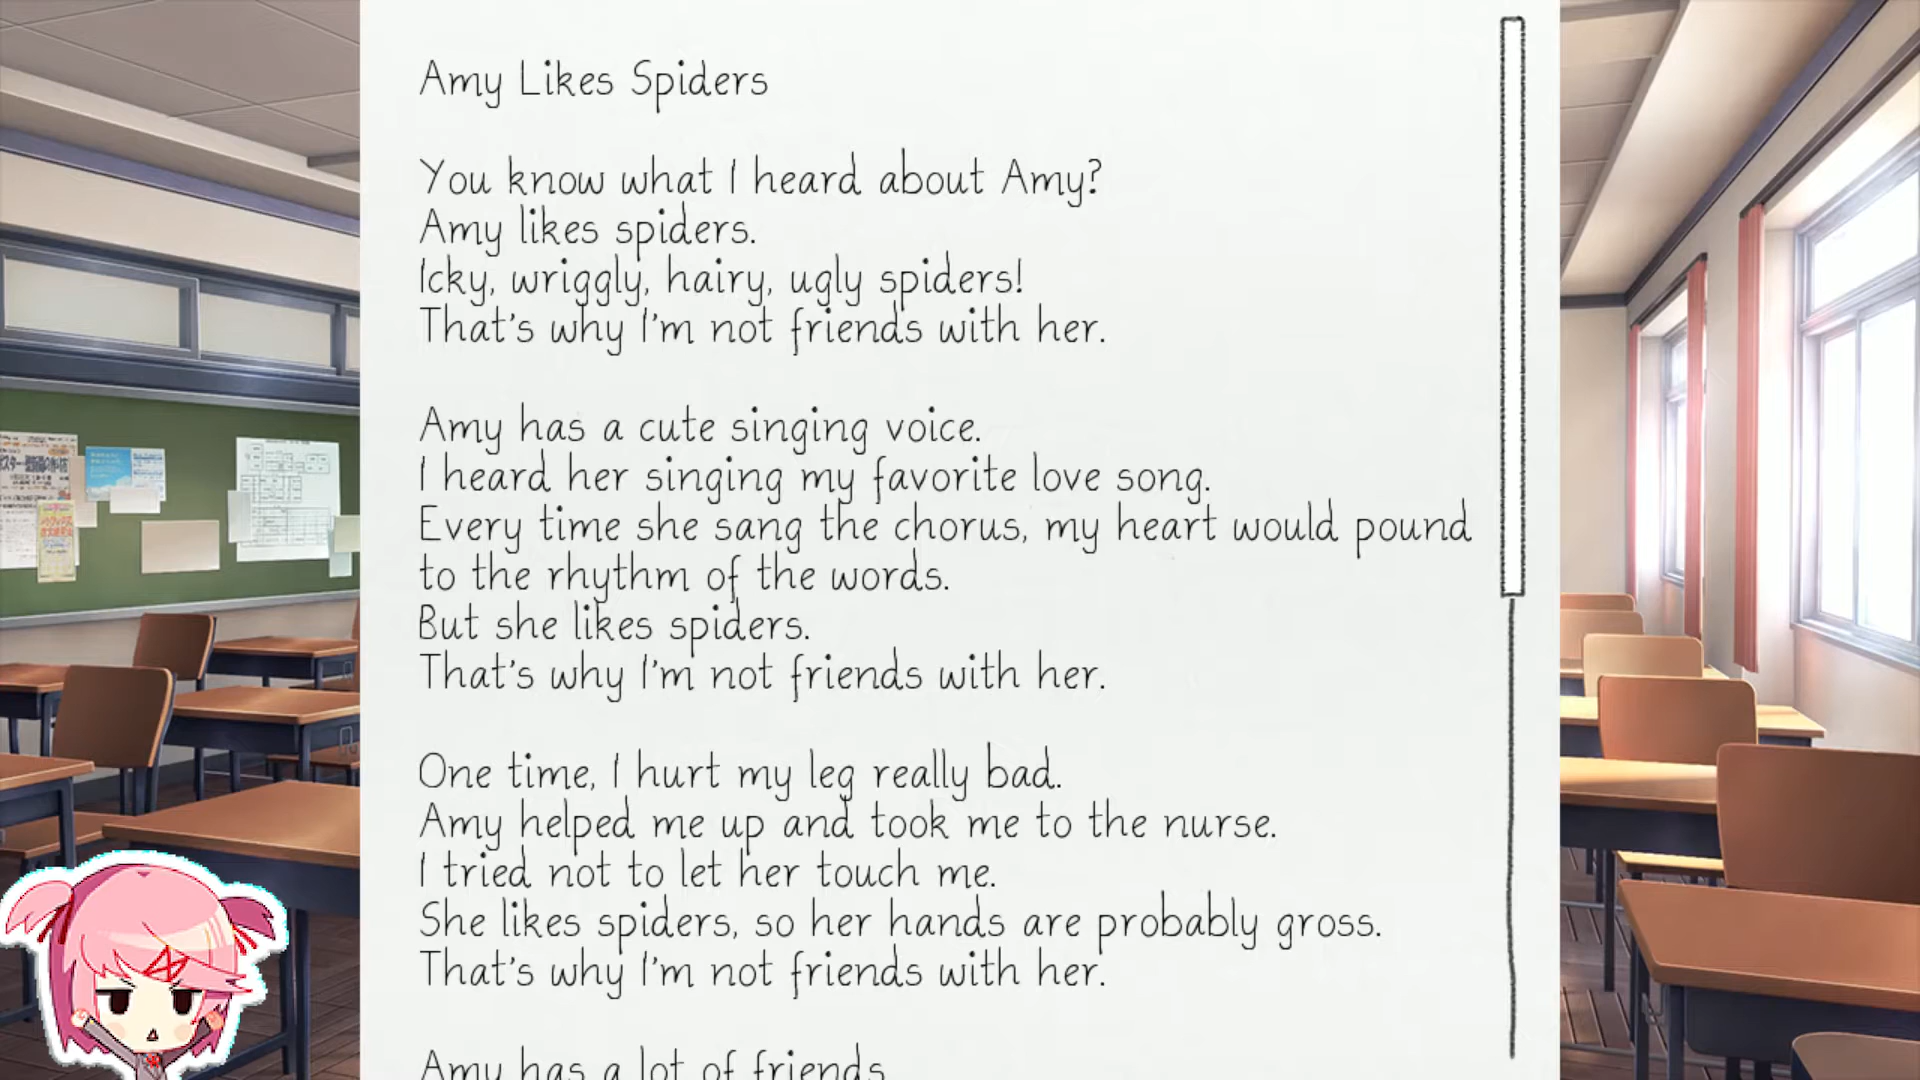 Amy Likes Spiders
You know what I heard about Amy?
Amy likes spiders.
Icky, wriggly, hairy, ugly spiders!
That's why I'm not friends with her.
Amy has a cute singing voice.
I heard her singing my favorite love song.
Every time she sang the chorus, my heart would pound
to the rhythm of the words.
But she likes spiders.
That's why I'm not friends with her.
One time, I hurt my leg really bad.
Amy helped me up and took me to the nurse.
I tried not to let her touch me.
She likes spiders, so her hands are probably gross.
That's why I'm not friends with her.
Amy has a lot of friends